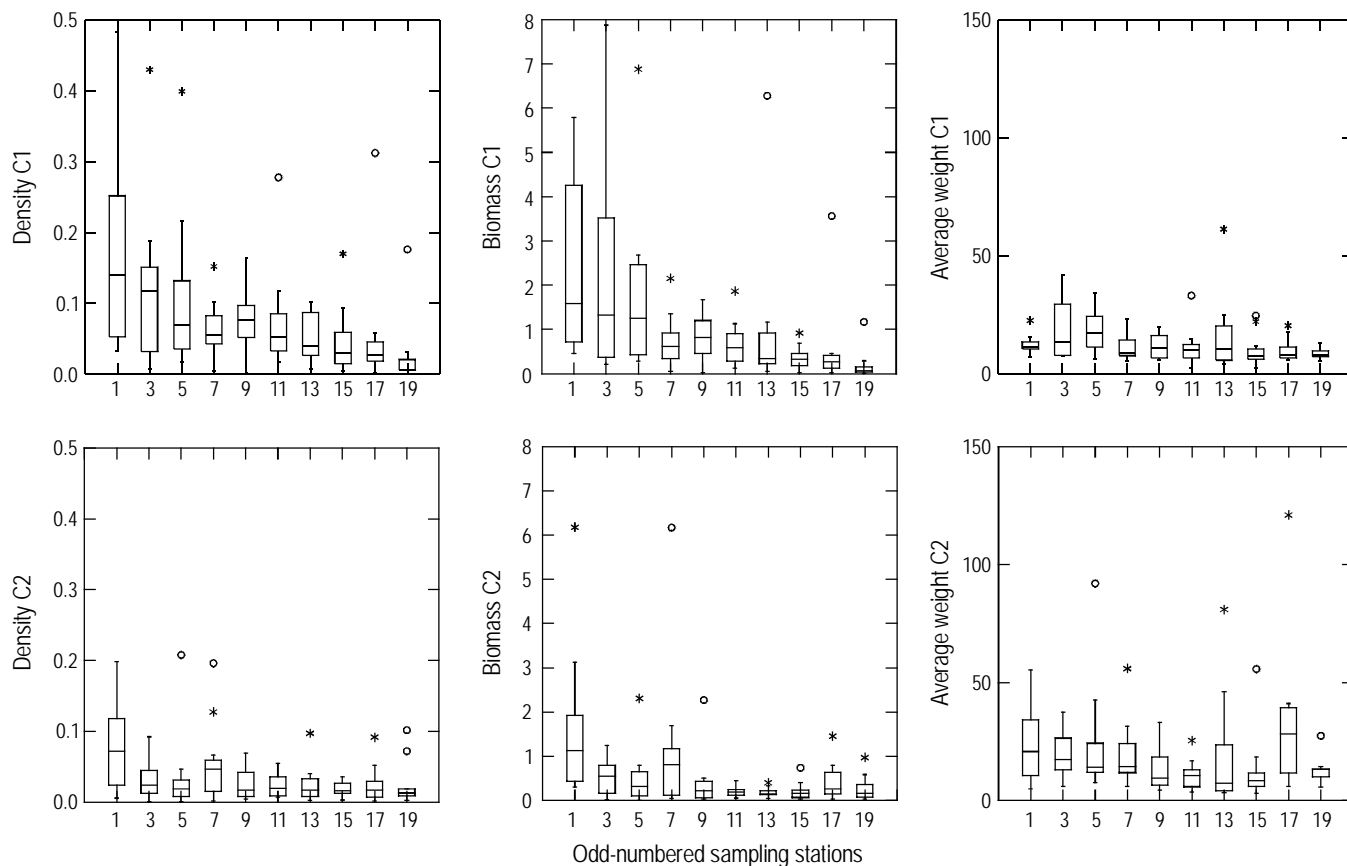 Density C1
0.5
0.4
0.3
0.2
0.1
0.0
1 3 5 7 9 11 13 15 17 19
Biomass C1
8
7
6
5
4
3
2
1
0
1 3 5 7 9 11 13 15 17 19
Average weight C1
150
100
50
0
1 3 5 7 9 11 13 15 17 19
Density C2
0.5
0.4
0.3
0.2
0.1
0.0
1 3 5 7 9 11 13 15 17 19
Biomass C2
8
7
6
5
4
3
2
1
0
1 3 5 7 9 11 13 15 17 19
Average weight C2
150
100
50
0
1 3 5 7 9 11 13 15 17 19
Odd-numbered sampling stations